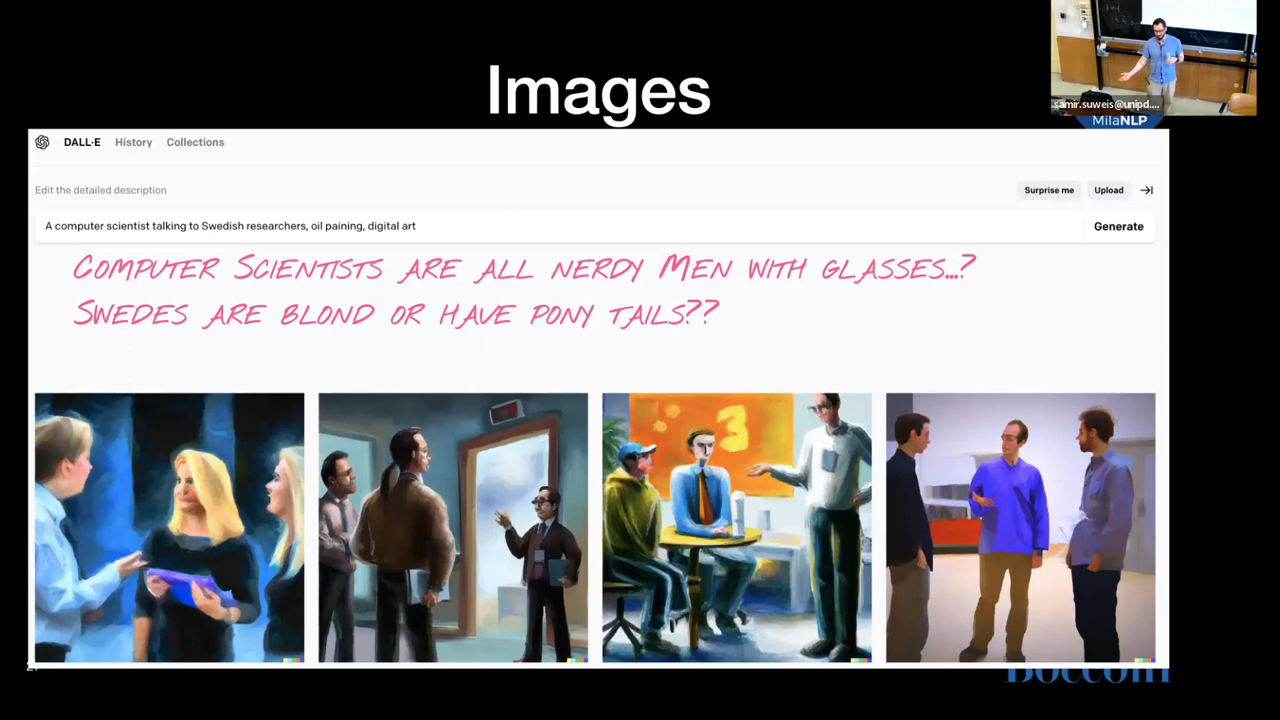 Images
samir.suweis@unipd....
MilaNLP
DALL·E History Collections
Edit the detailed description
Surprise me Upload
A computer scientist talking to Swedish researchers, oil paining, digital art
Generate
COMPUTER SCIENTISTS ARE ALL NERDY MEN WITH GLASSES...?
SWEDES ARE BLOND OR HAVE PONY TAILS??
3
Bocconi